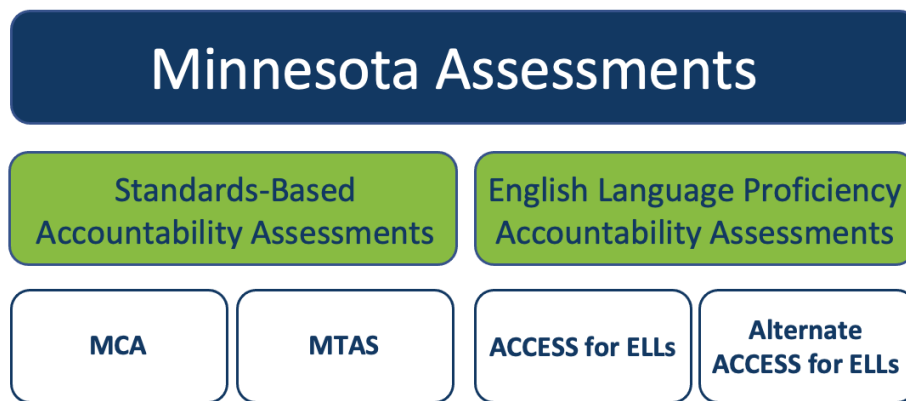 Minnesota Assessments
Standards-Based
Accountability Assessments
English Language Proficiency
Accountability Assessments
MCA
MTAS
ACCESS for ELLs
Alternate
ACCESS for ELLs